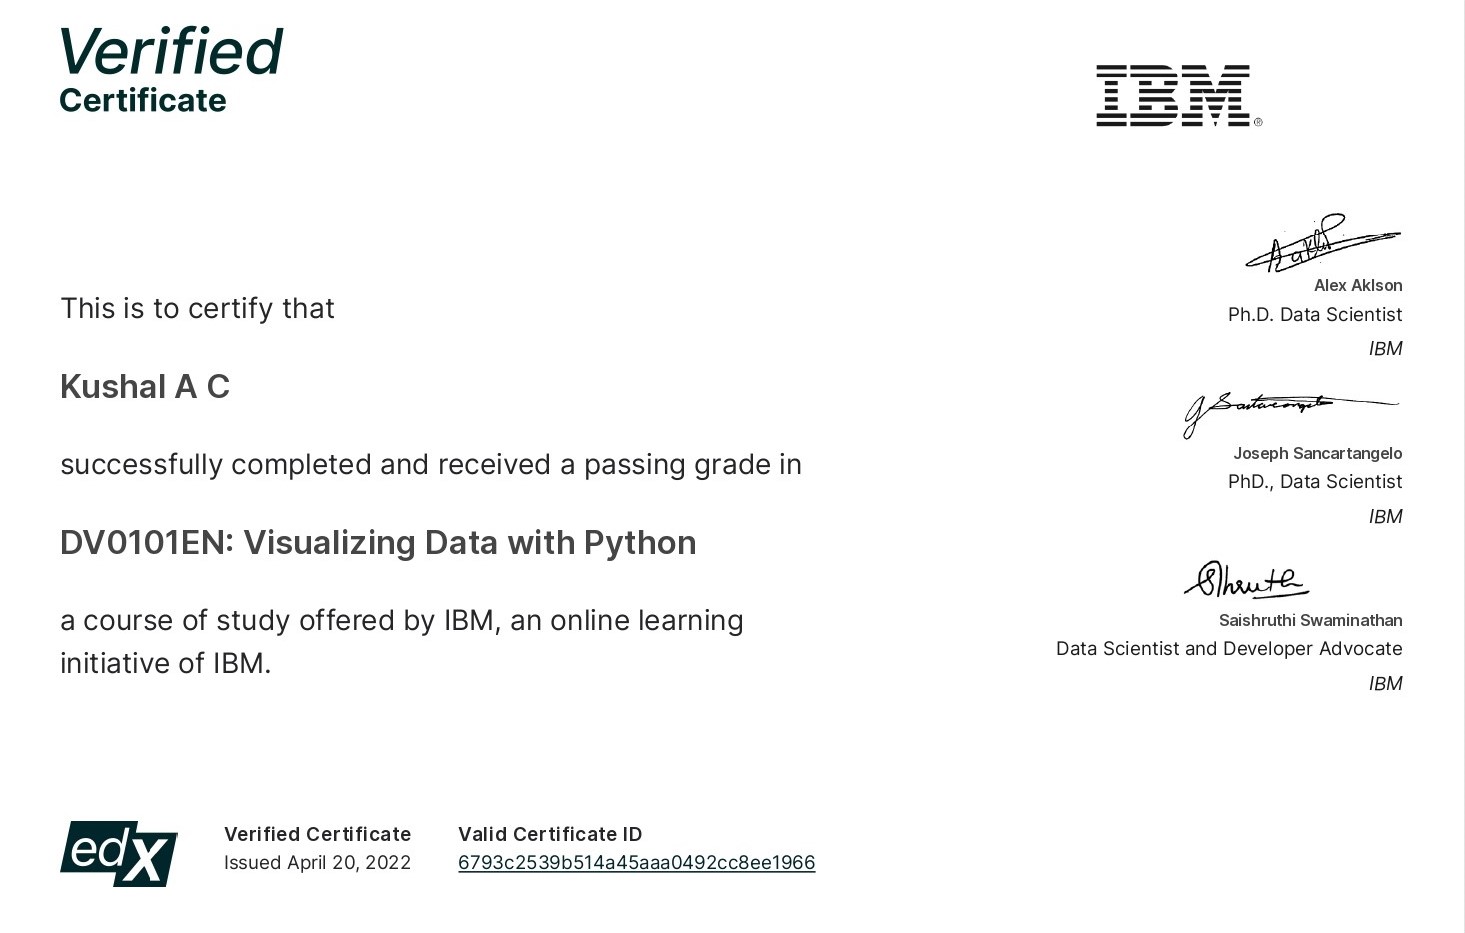 Verified
Certificate
IBM®
This is to certify that
Kushal A C
successfully completed and received a passing grade in
DV0101EN: Visualizing Data with Python
a course of study offered by IBM, an online learning
initiative of IBM.
Alex Aklson
Ph.D. Data Scientist
IBM
Joseph Sancartangelo
PhD., Data Scientist
IBM
Saishruthi Swaminathan
Data Scientist and Developer Advocate
IBM
edX
Verified Certificate
Issued April 20, 2022
Valid Certificate ID
6793c2539b514a45aaa0492cc8ee1966